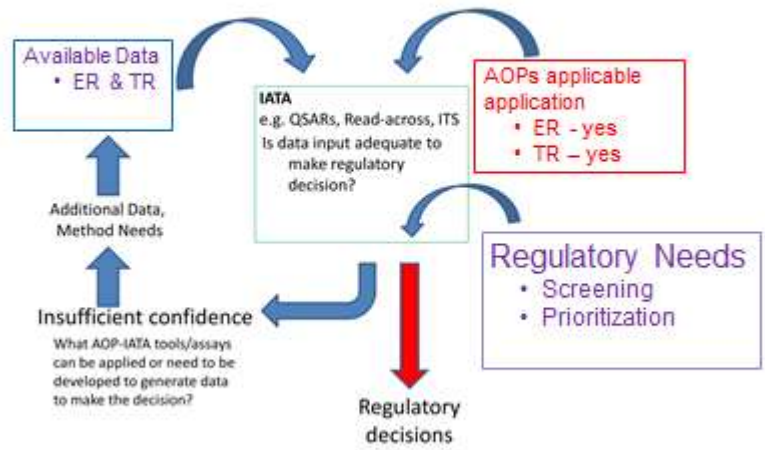 Available Data
• ER & TR
IATA
e.g. QSARs, Read-across, ITS
Is data input adequate to
make regulatory
decision?
AOPs applicable
application
• ER - yes
• TR – yes
Additional Data,
Method Needs
Regulatory Needs
• Screening
• Prioritization
Insufficient confidence
What AOP-IATA tools/assays
can be applied or need to be
developed to generate data
to make the decision?
Regulatory
decisions